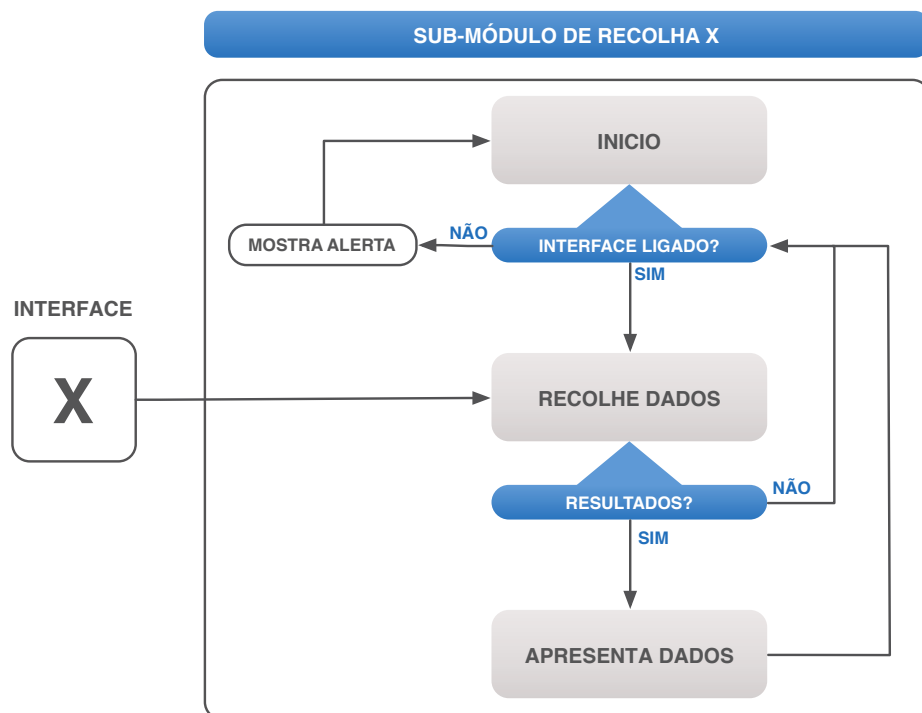 SUB-MÓDULO DE RECOLHA X
INICIO
NÃO
MOSTRA ALERTA
INTERFACE LIGADO?
SIM
INTERFACE
X
RECOLHE DADOS
NÃO
RESULTADOS?
SIM
APRESENTA DADOS